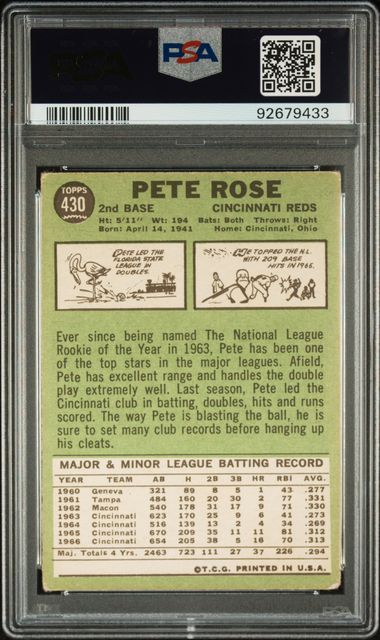 PSA
92679433
TOPPS
430
PETE ROSE
2nd BASE CINCINNATI REDS
Ht: 5'11" Wt: 194 Bats: Both Throws: Right
Born: April 14, 1941 Home: Cincinnati, Ohio
PETE LED THE
FLORIDA STATE
LEAGUE IN
DOUBLES.
TOPPED THE N.L.
WITH 209 BASE
HITS IN 1965.
Ever since being named The National League
Rookie of the Year in 1963, Pete has been one
of the top stars in the major leagues. Afield,
Pete has excellent range and handles the double
play extremely well. Last season, Pete led the
Cincinnati club in batting, doubles, hits and runs
scored. The way Pete is blasting the ball, he is
sure to set many club records before hanging up
his cleats.
MAJOR & MINOR LEAGUE BATTING RECORD
YEAR TEAM AB H 2B 3B HR RBI AVG.
1960 Geneva 321 89 8 5 1 43 .277
1961 Tampa 484 160 20 30 2 77 .331
1962 Macon 540 178 31 17 9 71 .330
1963 Cincinnati 623 170 25 9 6 41 .273
1964 Cincinnati 516 139 13 2 4 34 .269
1965 Cincinnati 670 209 35 11 11 81 .312
1966 Cincinnati 654 205 38 5 16 70 .313
Maj. Totals 4 Yrs. 2463 723 111 27 37 226 .294
©T.C.G. PRINTED IN U.S.A.